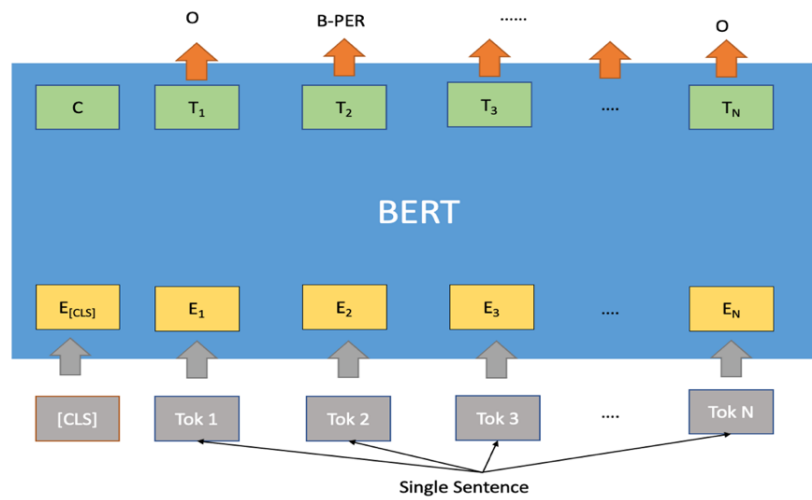 O B-PER ...... O
C T1 T2 T3 .... TN
BERT
E[CLS] E1 E2 E3 .... EN
[CLS] Tok 1 Tok 2 Tok 3 .... Tok N
Single Sentence